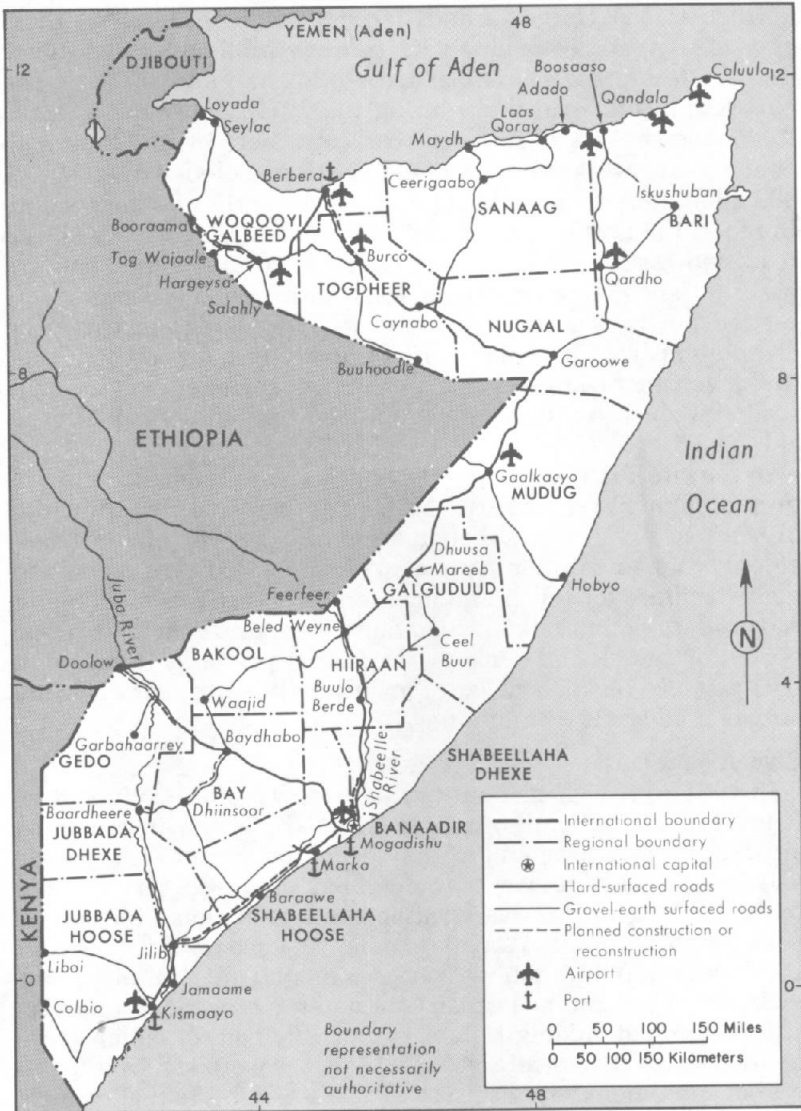 YEMEN (Aden)
48
DJIBOUTI
12
Gulf of Aden
Boosaaso
Adado
Caluula
12
Loyada
Seylac
Laas
Qoray
Qandala
Maydh
Berbera
Ceerigaabo
Iskushuban
SANAAG
BARI
Booraama
WOQOOYI
GALBEED
Tog Wajaale
Burco
Hargeysa
TOGDHEER
Qardho
Salahly
Caynabo
NUGAAL
Buuhoodle
Garoowe
8
8
ETHIOPIA
Indian
Ocean
Gaalkacyo
MUDUG
Dhuusa
Mareeb
GALGUDUUD
Hobyo
Juba River
Feerfeer
Beled Weyne
Ceel
Buur
N
BAKOOL
HIIRAAN
Doolow
Waajid
Buulo
Berde
4
Garbahaarrey
GEDO
Baydhabo
Shabeelle
River
SHABEELLAHA
DHEXE
BAY
Baardheere
Dhiinsoor
JUBBADA
DHEXE
BANAADIR
Mogadishu
Marka
KENYA
Baraawe
SHABEELLAHA
HOOSE
JUBBADA
HOOSE
Jilib
Liboi
0
Jamaame
0
Colbio
Kismaayo
Boundary
representation
not necessarily
authoritative
44
48
International boundary
Regional boundary
International capital
Hard-surfaced roads
Gravel-earth surfaced roads
Planned construction or
reconstruction
Airport
Port
0 50 100 150 Miles
0 50 100 150 Kilometers